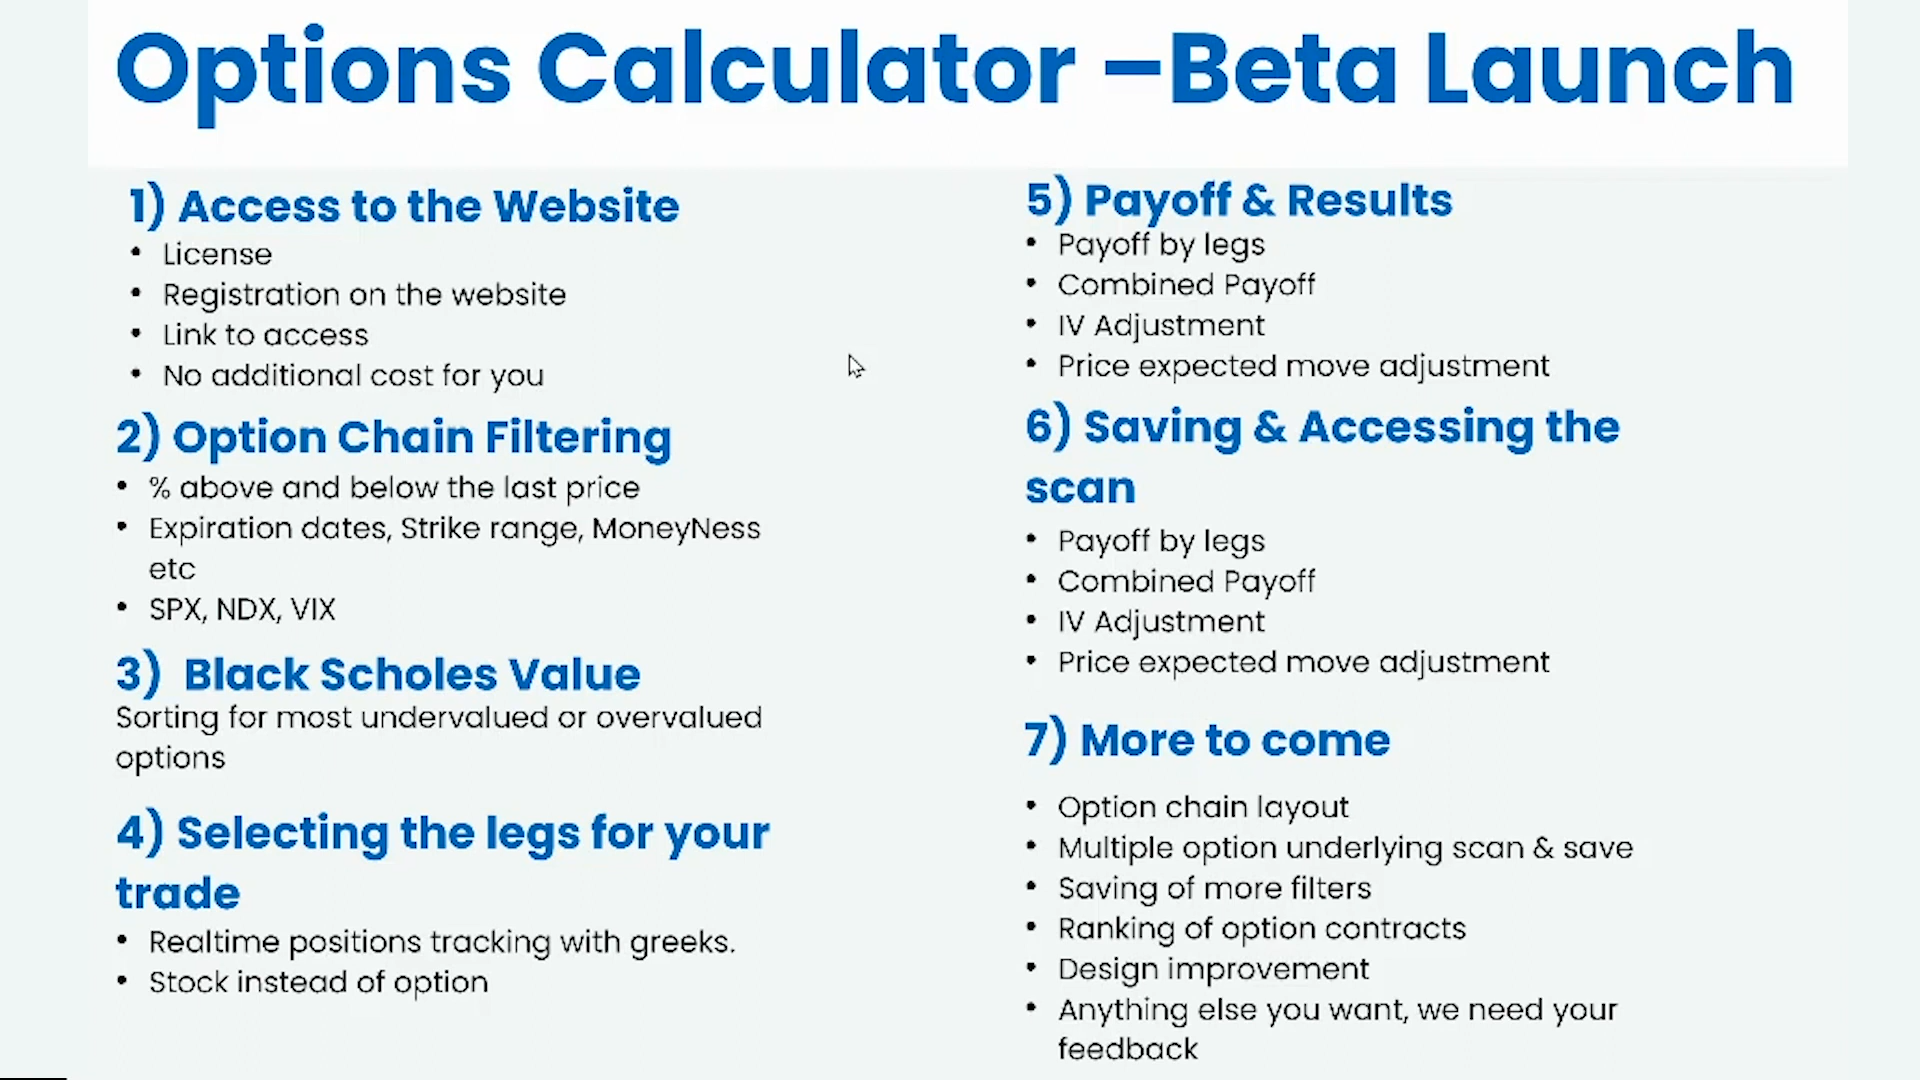 Options Calculator –Beta Launch
1) Access to the Website
• License
• Registration on the website
• Link to access
• No additional cost for you
2) Option Chain Filtering
• % above and below the last price
• Expiration dates, Strike range, MoneyNess
etc
• SPX, NDX, VIX
3) Black Scholes Value
Sorting for most undervalued or overvalued
options
4) Selecting the legs for your
trade
• Realtime positions tracking with greeks.
• Stock instead of option
5) Payoff & Results
• Payoff by legs
• Combined Payoff
• IV Adjustment
• Price expected move adjustment
6) Saving & Accessing the
scan
• Payoff by legs
• Combined Payoff
• IV Adjustment
• Price expected move adjustment
7) More to come
• Option chain layout
• Multiple option underlying scan & save
• Saving of more filters
• Ranking of option contracts
• Design improvement
• Anything else you want, we need your
feedback